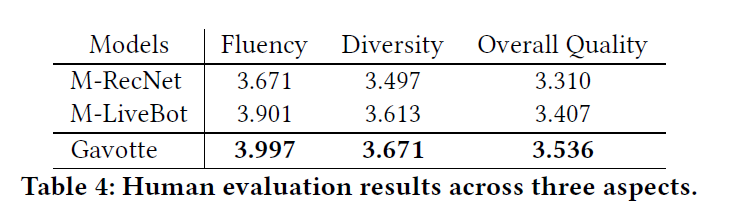 Models Fluency Diversity Overall Quality
M-RecNet 3.671 3.497 3.310
M-LiveBot 3.901 3.613 3.407
Gavotte 3.997 3.671 3.536
Table 4: Human evaluation results across three aspects.